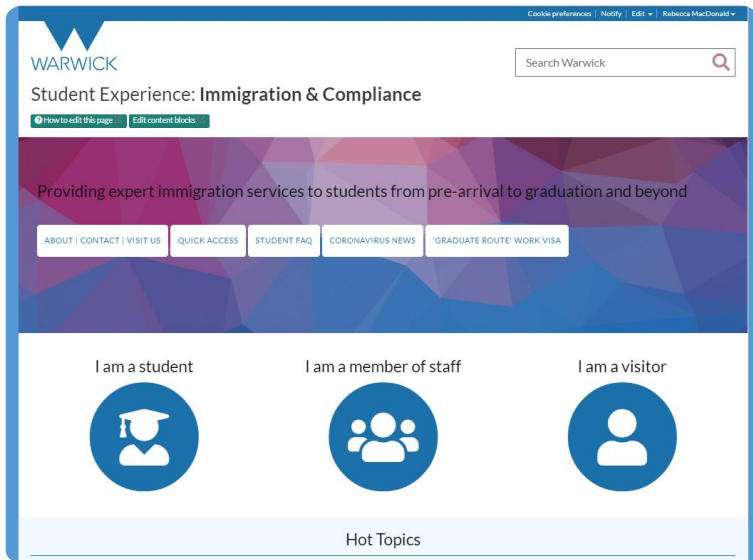 Cookie preferences | Notify | Edit | Rebecca MacDonald
WARWICK
Search Warwick
Student Experience: Immigration & Compliance
How to edit this page Edit content blocks
Providing expert immigration services to students from pre-arrival to graduation and beyond
ABOUT | CONTACT | VISIT US QUICK ACCESS STUDENT FAQ CORONAVIRUS NEWS 'GRADUATE ROUTE' WORK VISA
I am a student I am a member of staff I am a visitor
Hot Topics